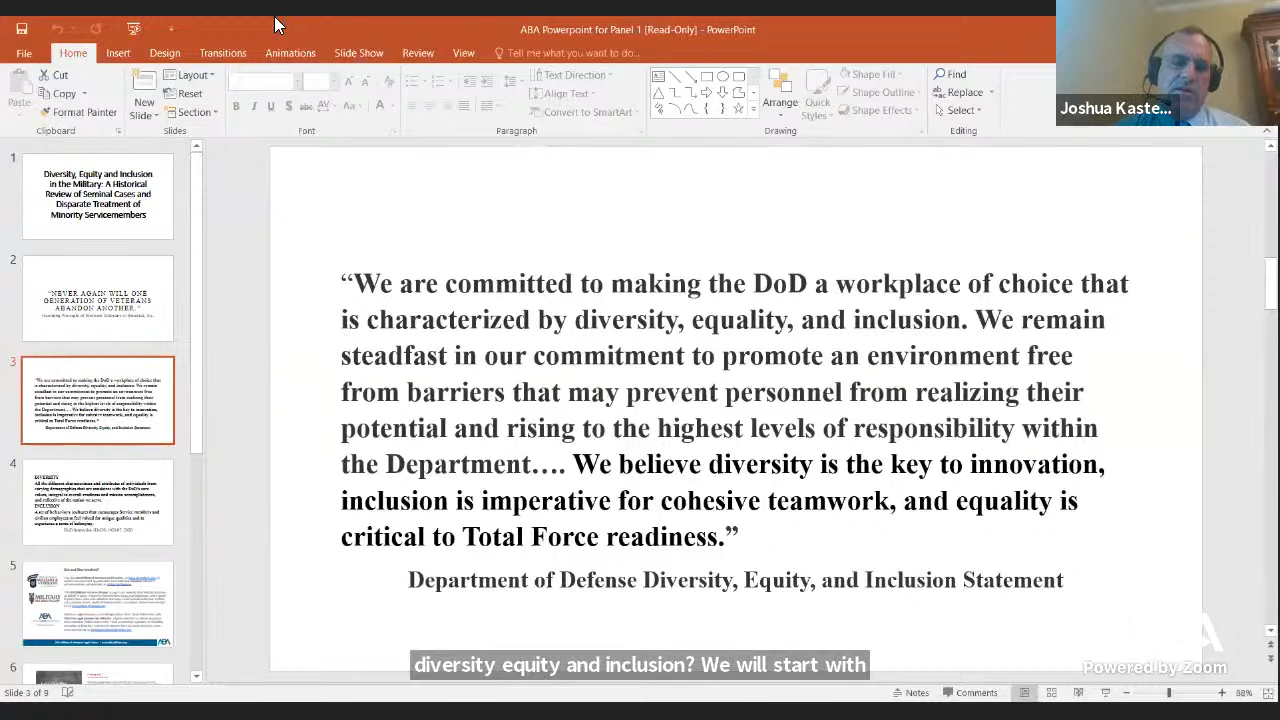 ABA Powerpoint for Panel 1 [Read-Only] - PowerPoint
File Home Insert Design Transitions Animations Slide Show Review View Tell me what you want to do...
Cut
Copy
Format Painter
Paste
Clipboard
New
Slide
Layout
Reset
Section
Slides
Font
Text Direction
Align Text
Convert to SmartArt
Paragraph
Arrange
Quick
Styles
Shape Fill
Shape Outline
Shape Effects
Drawing
Find
Replace
Select
Editing
Joshua Kaste...
1
Diversity, Equity and Inclusion
in the Military: A Historical
Review of Seminal Cases and
Disparate Treatment of
Minority Servicemembers
2
"NEVER AGAIN WILL ONE
GENERATION OF VETERANS
ABANDON ANOTHER."
3
4
DIVERSITY
INCLUSION
5
6
“We are committed to making the DoD a workplace of choice that
is characterized by diversity, equality, and inclusion. We remain
steadfast in our commitment to promote an environment free
from barriers that may prevent personnel from realizing their
potential and rising to the highest levels of responsibility within
the Department…. We believe diversity is the key to innovation,
inclusion is imperative for cohesive teamwork, and equality is
critical to Total Force readiness.”
Department of Defense Diversity, Equity, and Inclusion Statement
diversity equity and inclusion? We will start with
Powered by Zoom
Slide 3 of 9
Notes Comments 88%